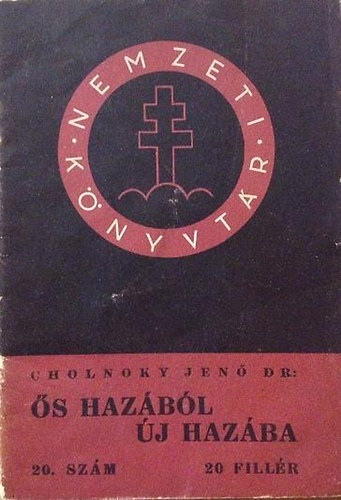 NEMZETI
KÖNYVTÁR
CHOLNOKY JENŐ DR:
ŐS HAZÁBÓL
ÚJ HAZÁBA
20. SZÁM 20 FILLÉR